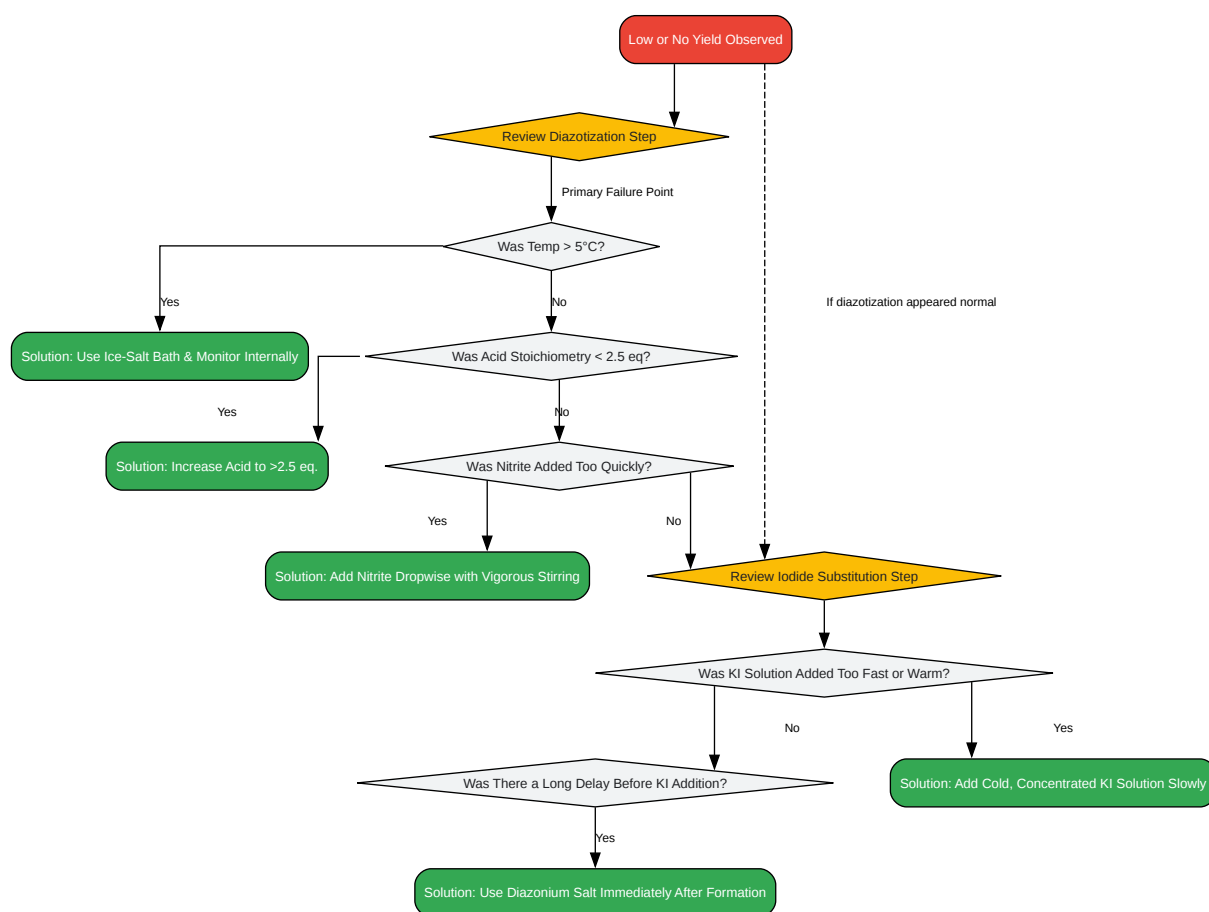 Low or No Yield Observed
Review Diazotization Step
Primary Failure Point
Was Temp > 5°C?
Yes
No
If diazotization appeared normal
Solution: Use Ice-Salt Bath & Monitor Internally
Was Acid Stoichiometry < 2.5 eq?
Yes
No
Solution: Increase Acid to >2.5 eq.
Was Nitrite Added Too Quickly?
Yes
No
Solution: Add Nitrite Dropwise with Vigorous Stirring
Review Iodide Substitution Step
Was KI Solution Added Too Fast or Warm?
No
Yes
Was There a Long Delay Before KI Addition?
Solution: Add Cold, Concentrated KI Solution Slowly
Yes
Solution: Use Diazonium Salt Immediately After Formation